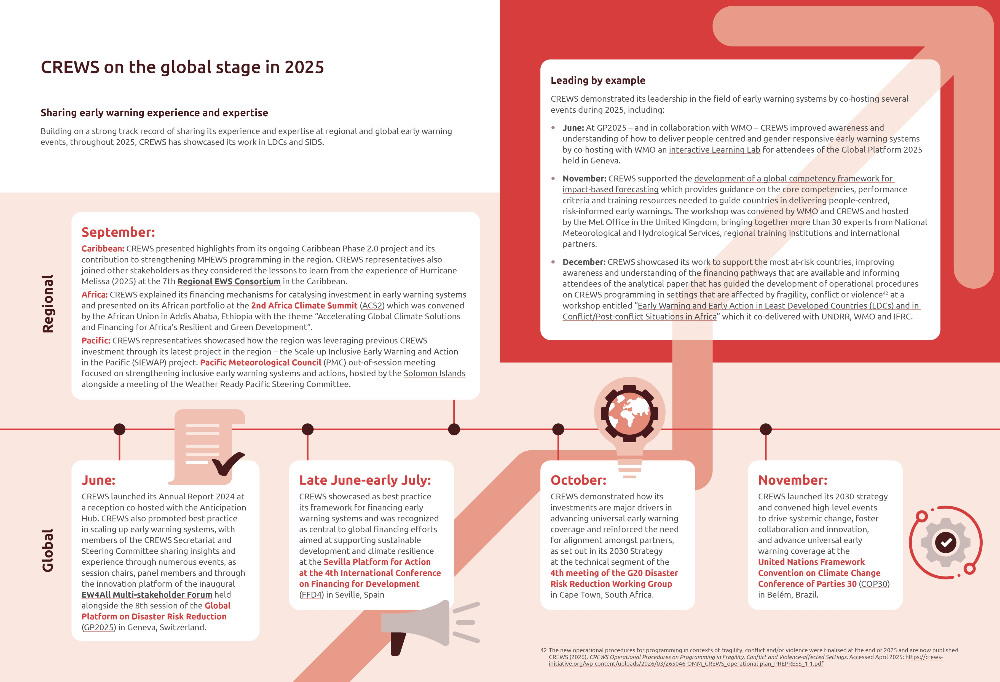 CREWS on the global stage in 2025
Sharing early warning experience and expertise
Building on a strong track record of sharing its experience and expertise at regional and global early warning
events, throughout 2025, CREWS has showcased its work in LDCs and SIDS.
Regional
September:
Caribbean: CREWS presented highlights from its ongoing Caribbean Phase 2.0 project and its
contribution to strengthening MHEWS programming in the region. CREWS representatives also
joined other stakeholders as they considered the lessons to learn from the experience of Hurricane
Melissa (2025) at the 7th Regional EWS Consortium in the Caribbean.
Africa: CREWS explained its financing mechanisms for catalysing investment in early warning systems
and presented on its African portfolio at the 2nd Africa Climate Summit (ACS2) which was convened
by the African Union in Addis Ababa, Ethiopia with the theme “Accelerating Global Climate Solutions
and Financing for Africa’s Resilient and Green Development”.
Pacific: CREWS representatives showcased how the region was leveraging previous CREWS
investment through its latest project in the region – the Scale-up Inclusive Early Warning and Action
in the Pacific (SIEWAP) project. Pacific Meteorological Council (PMC) out-of-session meeting
focused on strengthening inclusive early warning systems and actions, hosted by the Solomon Islands
alongside a meeting of the Weather Ready Pacific Steering Committee.
Global
June:
CREWS launched its Annual Report 2024 at
a reception co-hosted with the Anticipation
Hub. CREWS also promoted best practice
in scaling up early warning systems, with
members of the CREWS Secretariat and
Steering Committee sharing insights and
experience through numerous events, as
session chairs, panel members and through
the innovation platform of the inaugural
EW4All Multi-stakeholder Forum held
alongside the 8th session of the Global
Platform on Disaster Risk Reduction
(GP2025) in Geneva, Switzerland.
Late June-early July:
CREWS showcased as best practice
its framework for financing early
warning systems and was recognized
as central to global financing efforts
aimed at supporting sustainable
development and climate resilience
at the Sevilla Platform for Action
at the 4th International Conference
on Financing for Development
(FFD4) in Seville, Spain
Leading by example
CREWS demonstrated its leadership in the field of early warning systems by co-hosting several
events during 2025, including:
• June: At GP2025 – and in collaboration with WMO – CREWS improved awareness and
understanding of how to deliver people-centred and gender-responsive early warning systems
by co-hosting with WMO an interactive Learning Lab for attendees of the Global Platform 2025
held in Geneva.
• November: CREWS supported the development of a global competency framework for
impact-based forecasting which provides guidance on the core competencies, performance
criteria and training resources needed to guide countries in delivering people-centred,
risk-informed early warnings. The workshop was convened by WMO and CREWS and hosted
by the Met Office in the United Kingdom, bringing together more than 30 experts from National
Meteorological and Hydrological Services, regional training institutions and international
partners.
• December: CREWS showcased its work to support the most at-risk countries, improving
awareness and understanding of the financing pathways that are available and informing
attendees of the analytical paper that has guided the development of operational procedures
on CREWS programming in settings that are affected by fragility, conflict or violence42 at a
workshop entitled “Early Warning and Early Action in Least Developed Countries (LDCs) and in
Conflict/Post-conflict Situations in Africa” which it co-delivered with UNDRR, WMO and IFRC.
October:
CREWS demonstrated how its
investments are major drivers in
advancing universal early warning
coverage and reinforced the need
for alignment amongst partners,
as set out in its 2030 Strategy
at the technical segment of the
4th meeting of the G20 Disaster
Risk Reduction Working Group
in Cape Town, South Africa.
November:
CREWS launched its 2030 strategy
and convened high-level events
to drive systemic change, foster
collaboration and innovation,
and advance universal early
warning coverage at the
United Nations Framework
Convention on Climate Change
Conference of Parties 30 (COP30)
in Belém, Brazil.
42 The new operational procedures for programming in contexts of fragility, conflict and/or violence were finalised at the end of 2025 and are now published
CREWS (2026). CREWS Operational Procedures on Programming in Fragility, Conflict and Violence-affected Settings. Accessed April 2025: https://crews-
initiative.org/wp-content/uploads/2026/03/265046-OMM_CREWS_operational-plan_PREPRESS_1-1.pdf